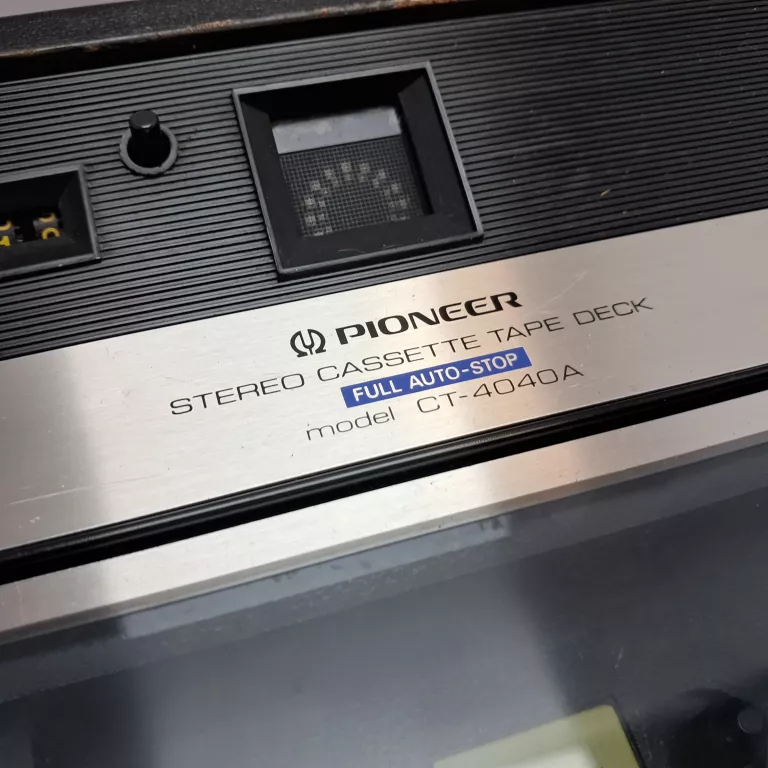 PIONEER
STEREO CASSETTE TAPE DECK
FULL AUTO-STOP
model CT-4040A